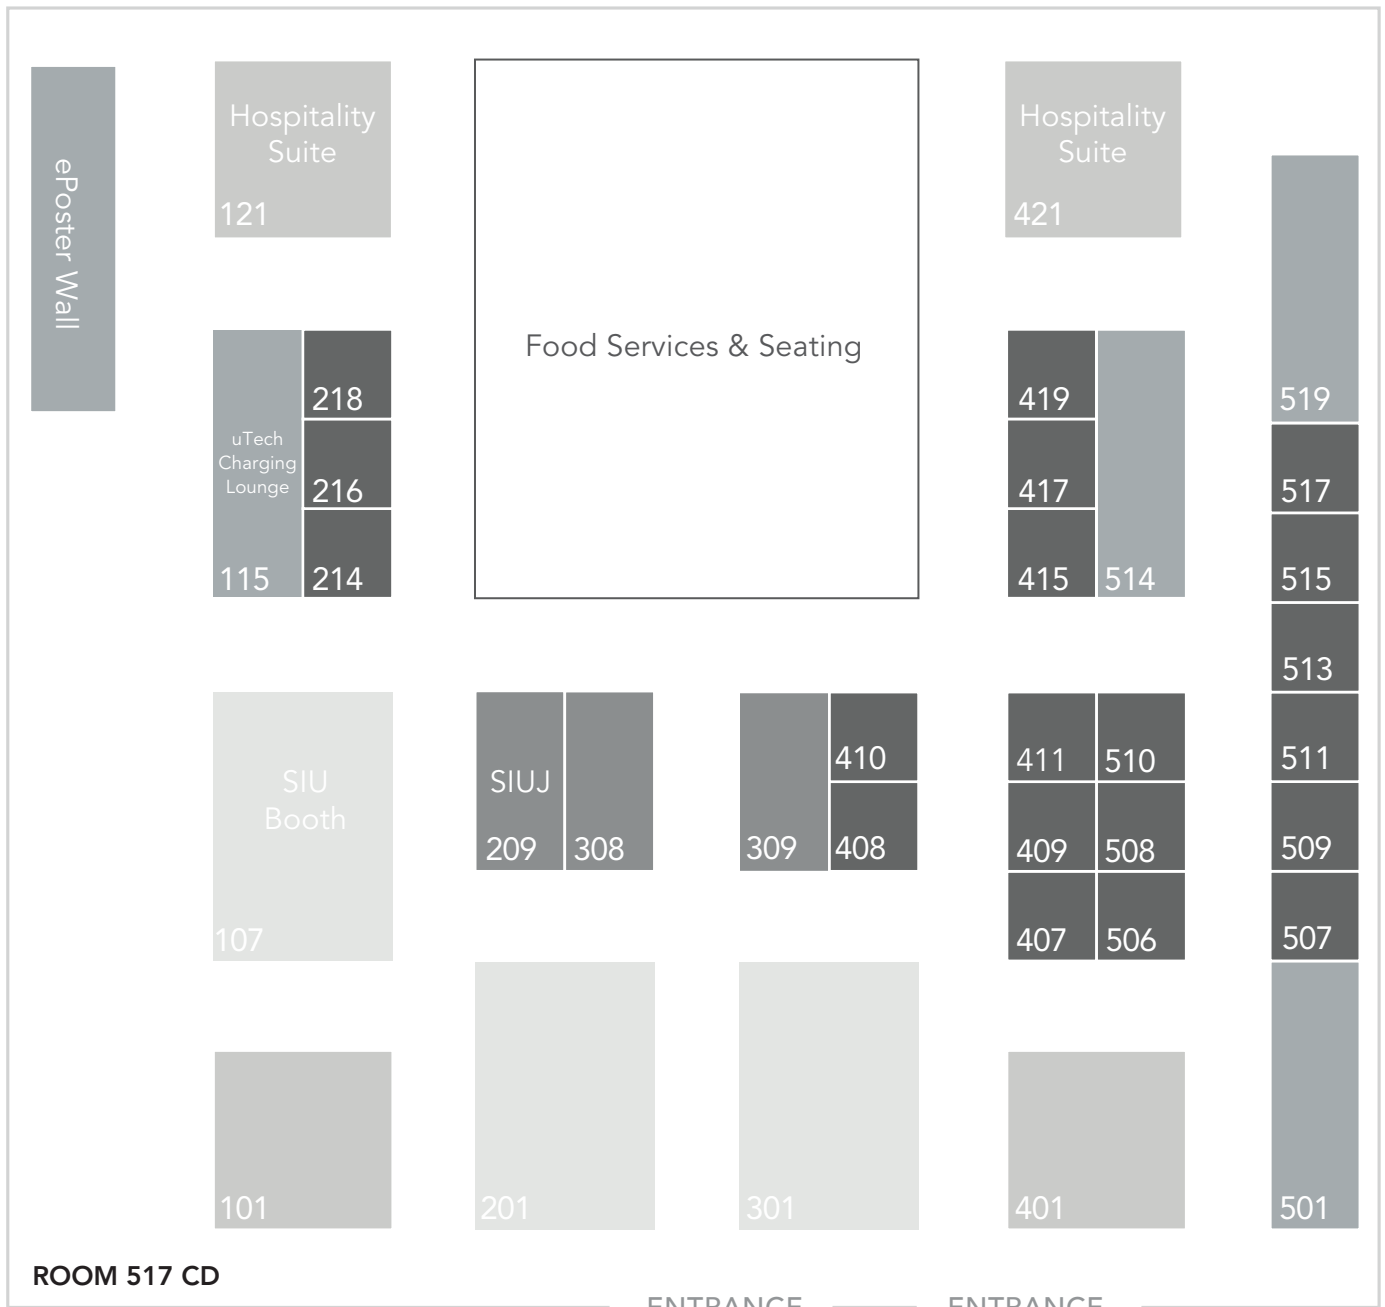 ePoster Wall
Hospitality
Suite
121
Food Services & Seating
Hospitality
Suite
421
519
218
uTech
Charging
Lounge
216
115
214
419
417
415
514
517
515
513
SIU
Booth
107
SIUJ
209
308
309
410
408
411
510
409
508
407
506
511
509
507
101
201
301
401
501
ROOM 517 CD
ENTRANCE
ENTRANCE